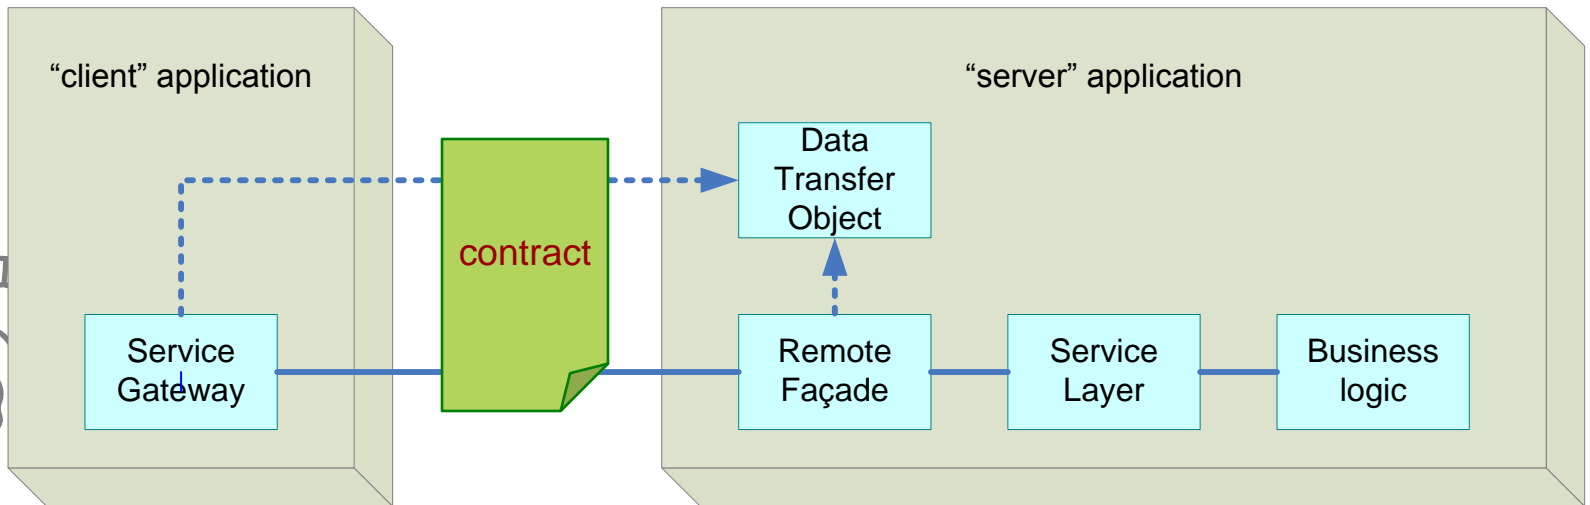 “client” application
“server” application
Data
Transfer
Object
contract
Service
Gateway
Remote
Façade
Service
Layer
Business
logic